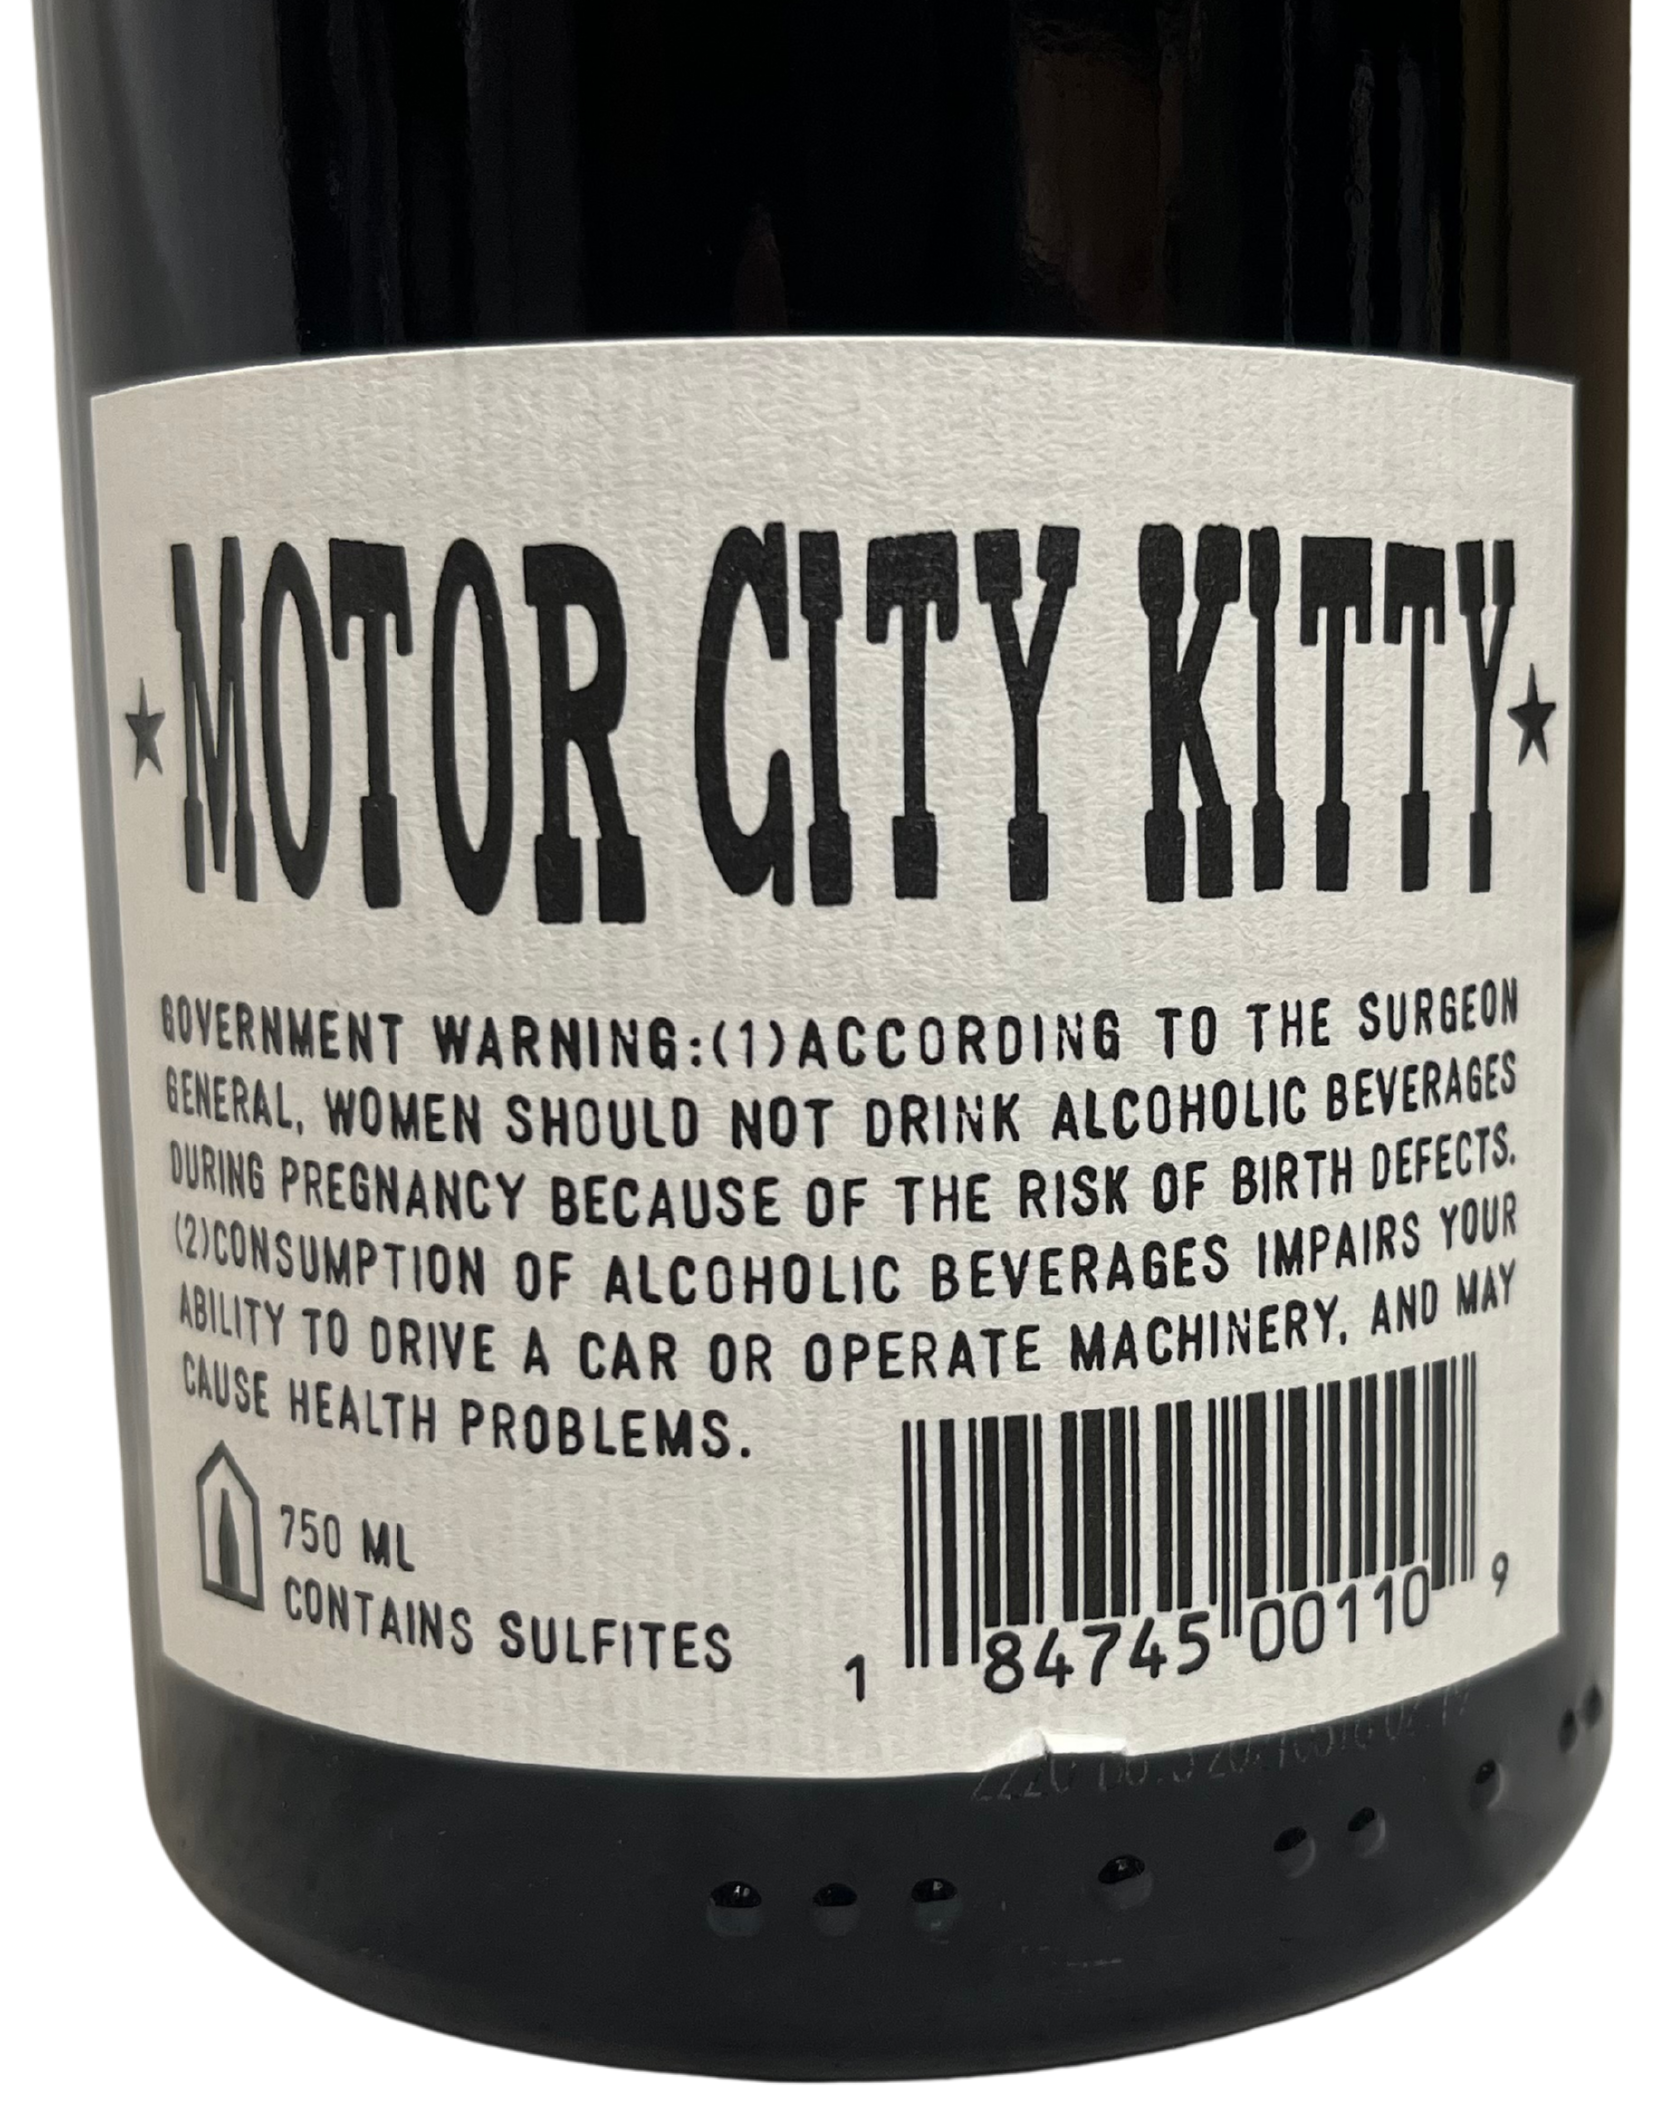 ★MOTOR CITY KITTY★
GOVERNMENT WARNING:(1)ACCORDING TO THE SURGEON
GENERAL, WOMEN SHOULD NOT DRINK ALCOHOLIC BEVERAGES
DURING PREGNANCY BECAUSE OF THE RISK OF BIRTH DEFECTS.
(2)CONSUMPTION OF ALCOHOLIC BEVERAGES IMPAIRS YOUR
ABILITY TO DRIVE A CAR OR OPERATE MACHINERY, AND MAY
CAUSE HEALTH PROBLEMS.
750 ML
CONTAINS SULFITES
1 84745 00110 9